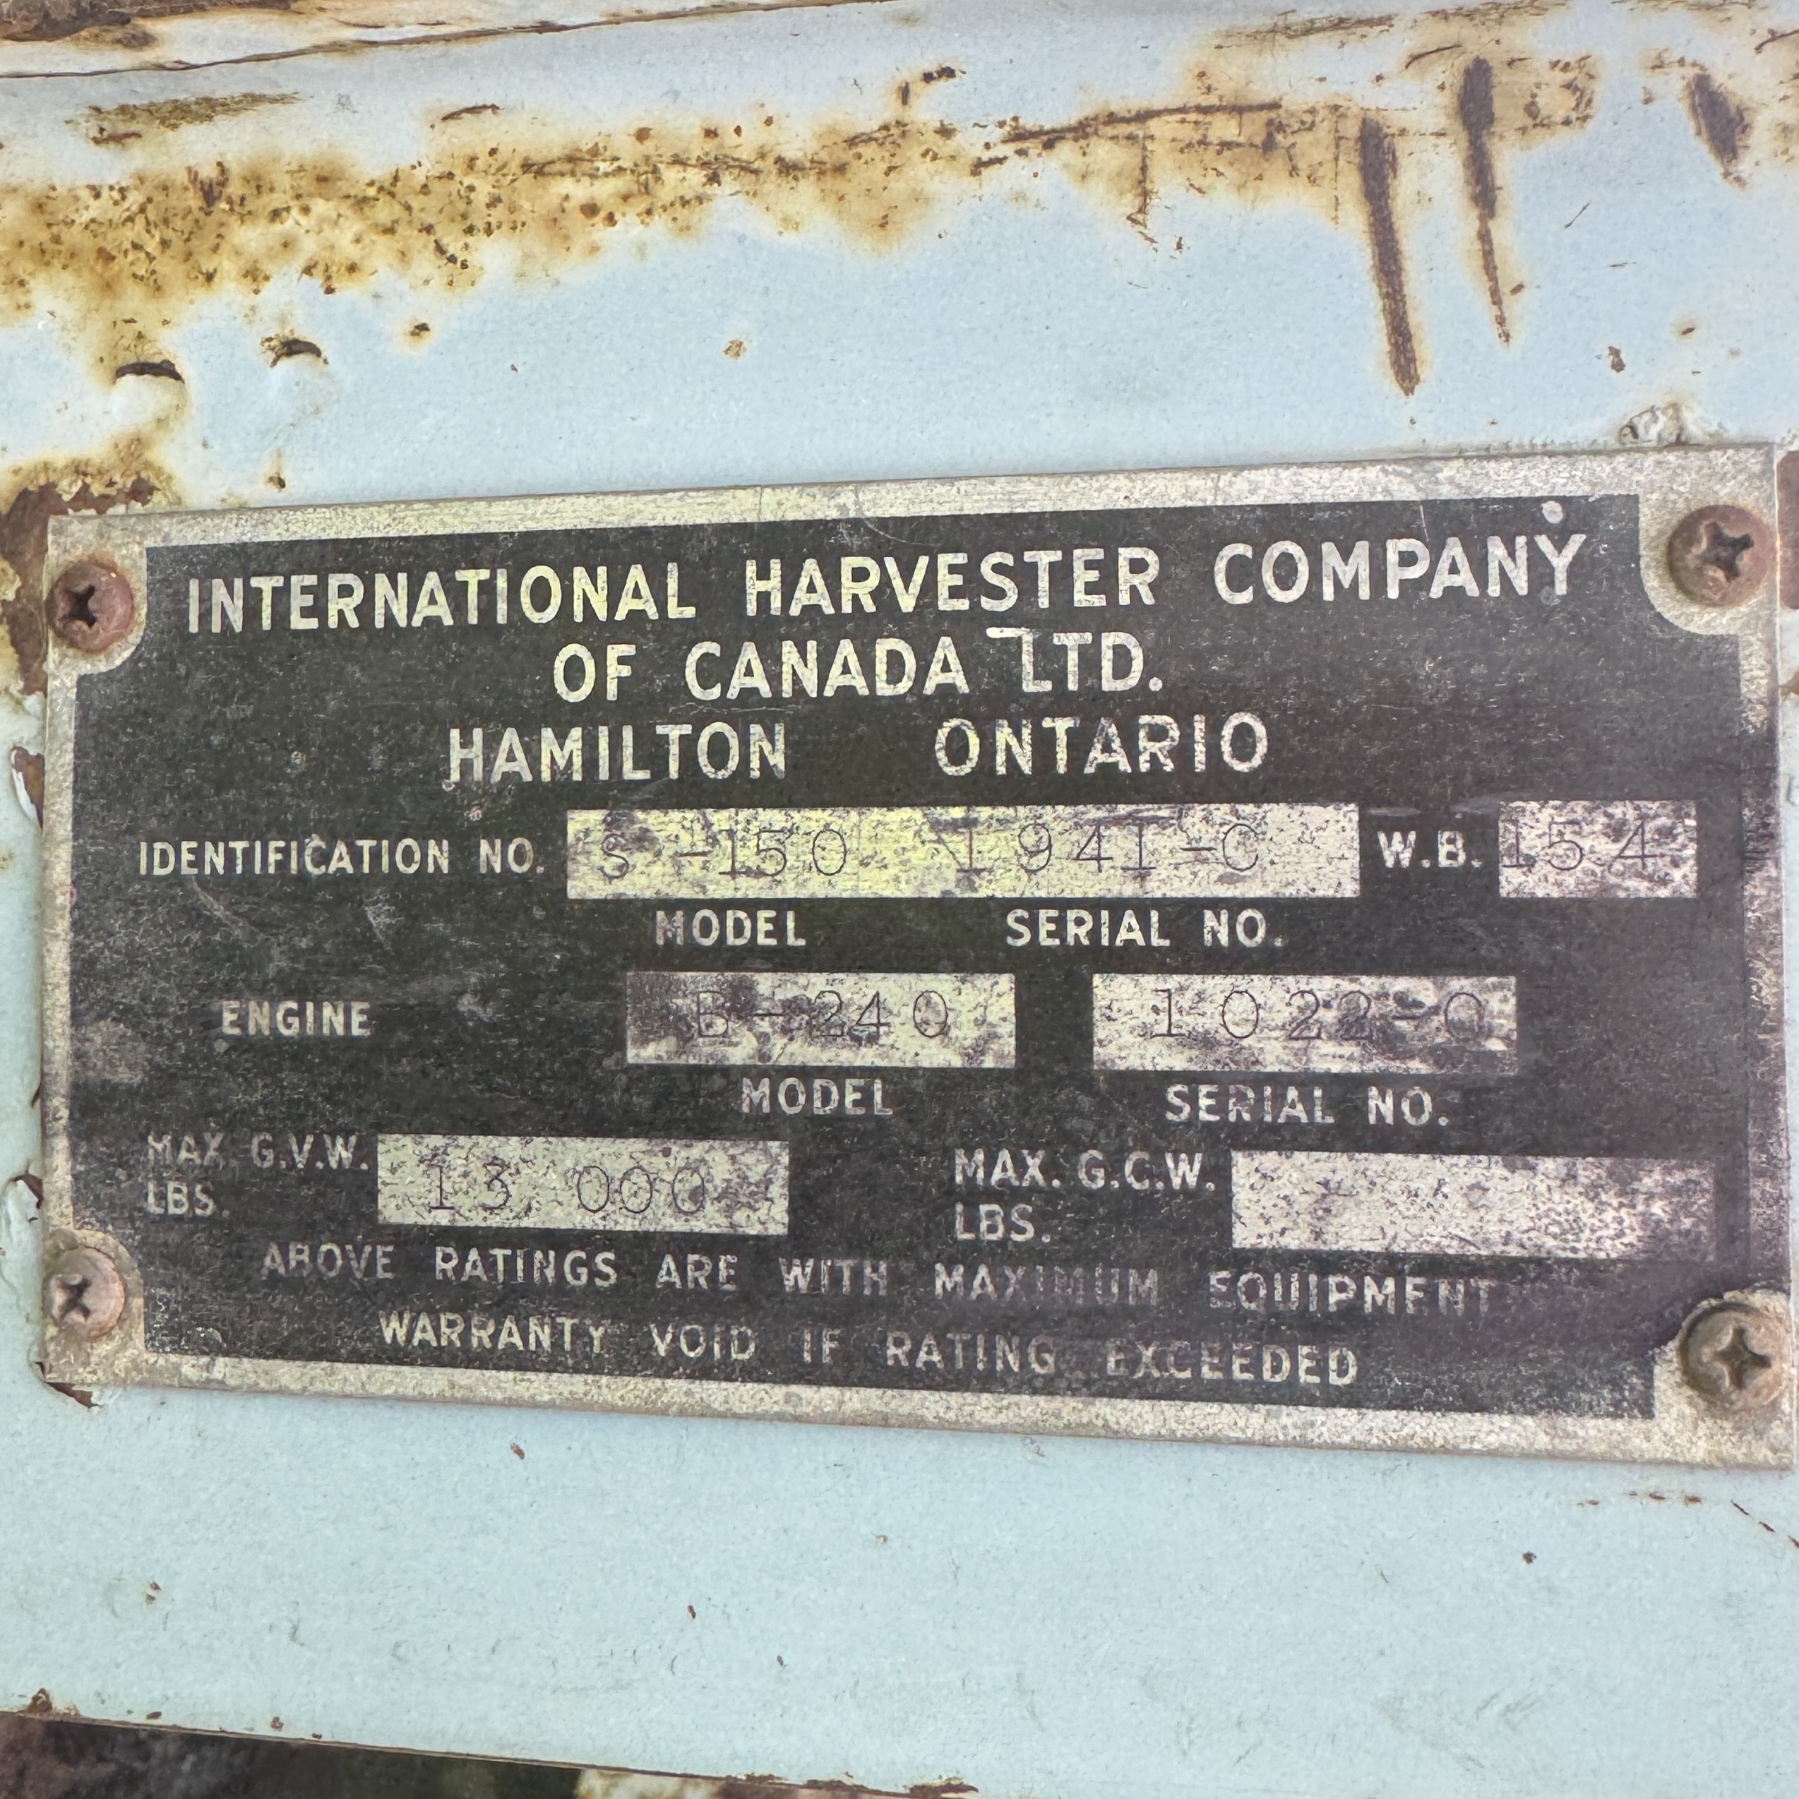 INTERNATIONAL HARVESTER COMPANY
OF CANADA LTD.
HAMILTON ONTARIO
IDENTIFICATION NO. S-150 1941-C W.B. 154
MODEL SERIAL NO.
ENGINE B-240 1022-C
MODEL SERIAL NO.
MAX. G.V.W. LBS. 13 000 MAX. G.C.W. LBS.
ABOVE RATINGS ARE WITH MAXIMUM EQUIPMENT
WARRANTY VOID IF RATING EXCEEDED